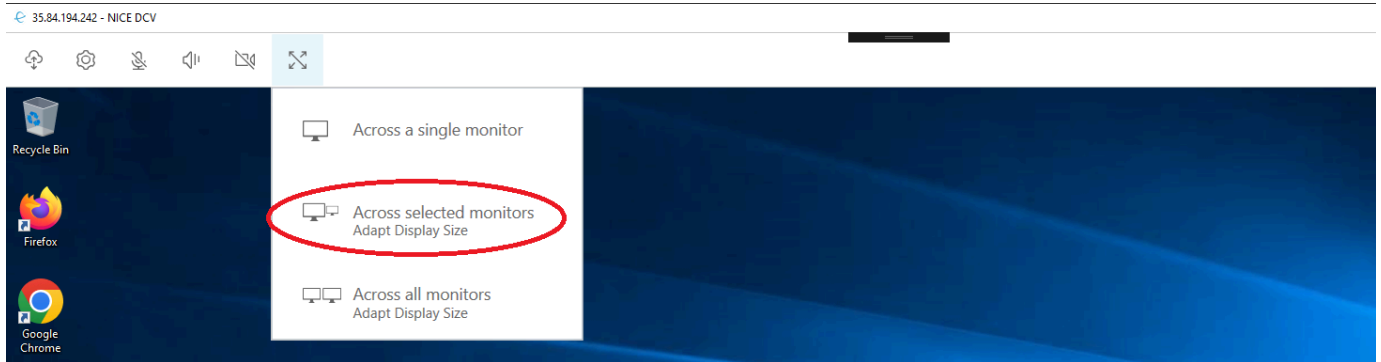 35.84.194.242 - NICE DCV
Recycle Bin
Firefox
Google
Chrome
Across a single monitor
Across selected monitors
Adapt Display Size
Across all monitors
Adapt Display Size